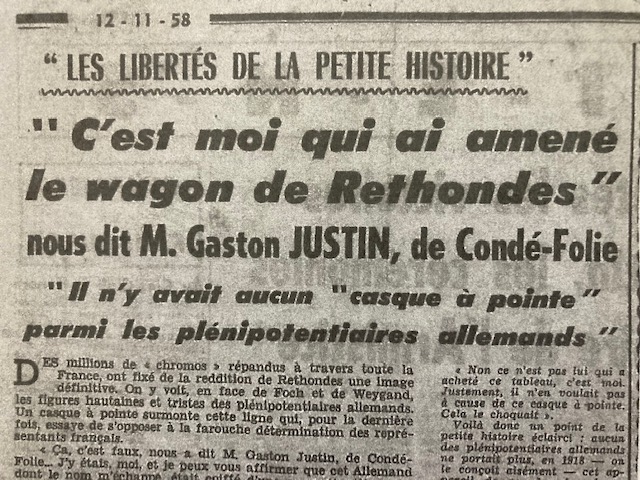 12-11-58
" LES LIBERTÉS DE LA PETITE HISTOIRE "
" C'est moi qui ai amené
le wagon de Rethondes "
nous dit M. Gaston JUSTIN, de Condé-Folie
" Il n'y avait aucun "casque à pointe"
parmi les plénipotentiaires allemands "
DES millions de « chromos » répandus à travers toute la
France, ont fixé de la reddition de Rethondes une image
définitive. On y voit, en face de Foch et de Weygand,
les figures hautaines et tristes des plénipotentiaires allemands.
Un casque à pointe surmonte cette ligne qui, pour la dernière
fois, essaye de s'opposer à la farouche détermination des repré-
sentants français.
« Ça, c'est faux, nous a dit M. Gaston Justin, de Condé-
Folie... J'y étais, moi, et je peux vous affirmer que cet Allemand
dont le nom m'échappe, était coiffé
« Non ce n'est pas lui qui a
acheté ce tableau, c'est moi.
Justement, il n'en voulait pas
à cause de ce casque à pointe.
Cela le choquait.
Voilà donc un point de la
petite histoire éclairci : aucun
des plénipotentiaires allemands
ne portait plus, en 1918 — on
le conçoit aisément — cet ap-